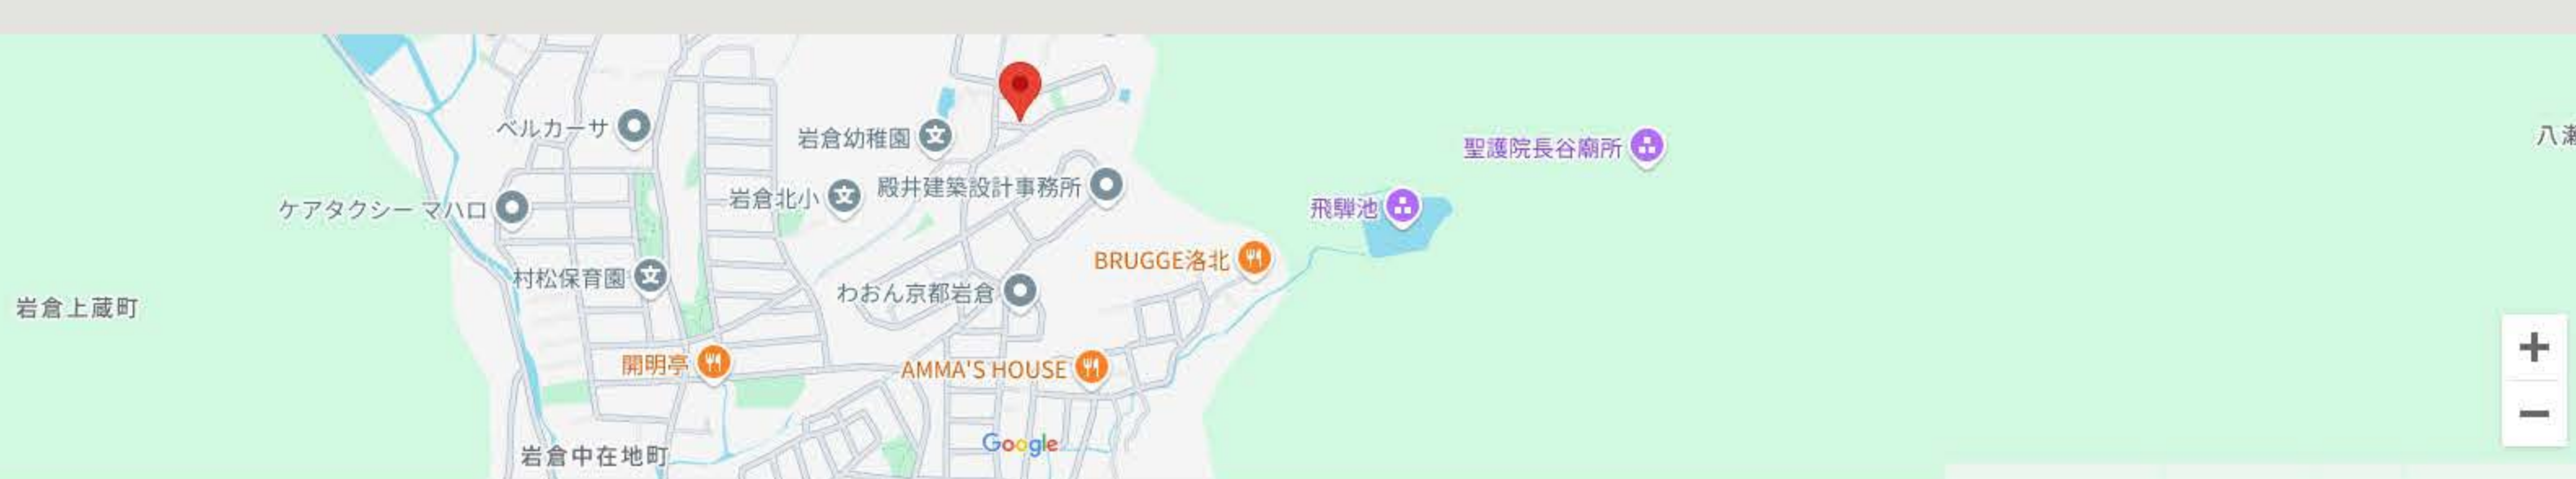 ベルカーサ
岩倉幼稚園
八瀬
聖護院長谷廟所
殿井建築設計事務所
岩倉北小
ケアタクシー マハロ
飛騨池
BRUGGE洛北
村松保育園
わおん京都岩倉
岩倉上蔵町
開明亭
AMMA'S HOUSE
Google
岩倉中在地町